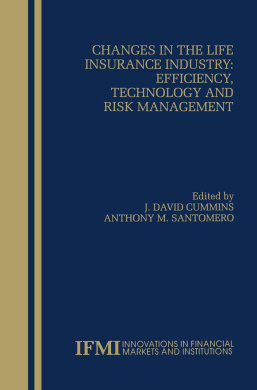 CHANGES IN THE LIFE
INSURANCE INDUSTRY:
EFFICIENCY,
TECHNOLOGY AND
RISK MANAGEMENT
Edited by
J. DAVID CUMMINS
ANTHONY M. SANTOMERO
IFMI INNOVATIONS IN FINANCIAL
MARKETS AND INSTITUTIONS